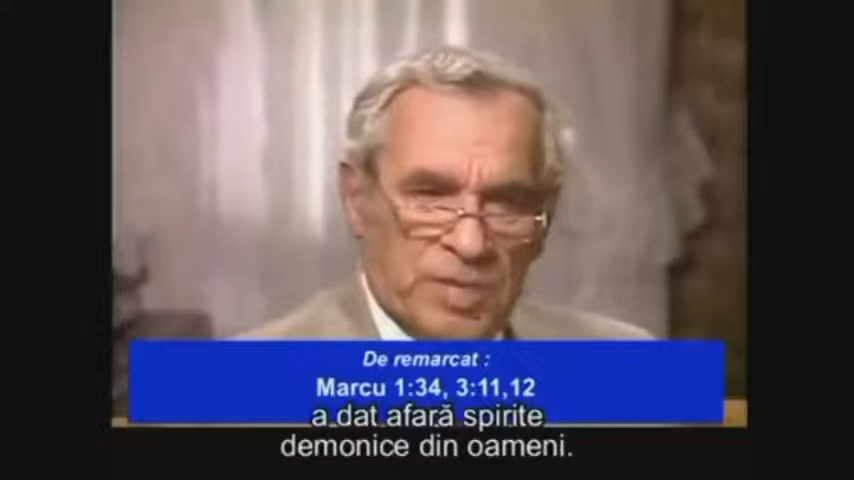 De remarcat :
Marcu 1:34, 3:11,12
a dat afară spirite
demonice din oameni.